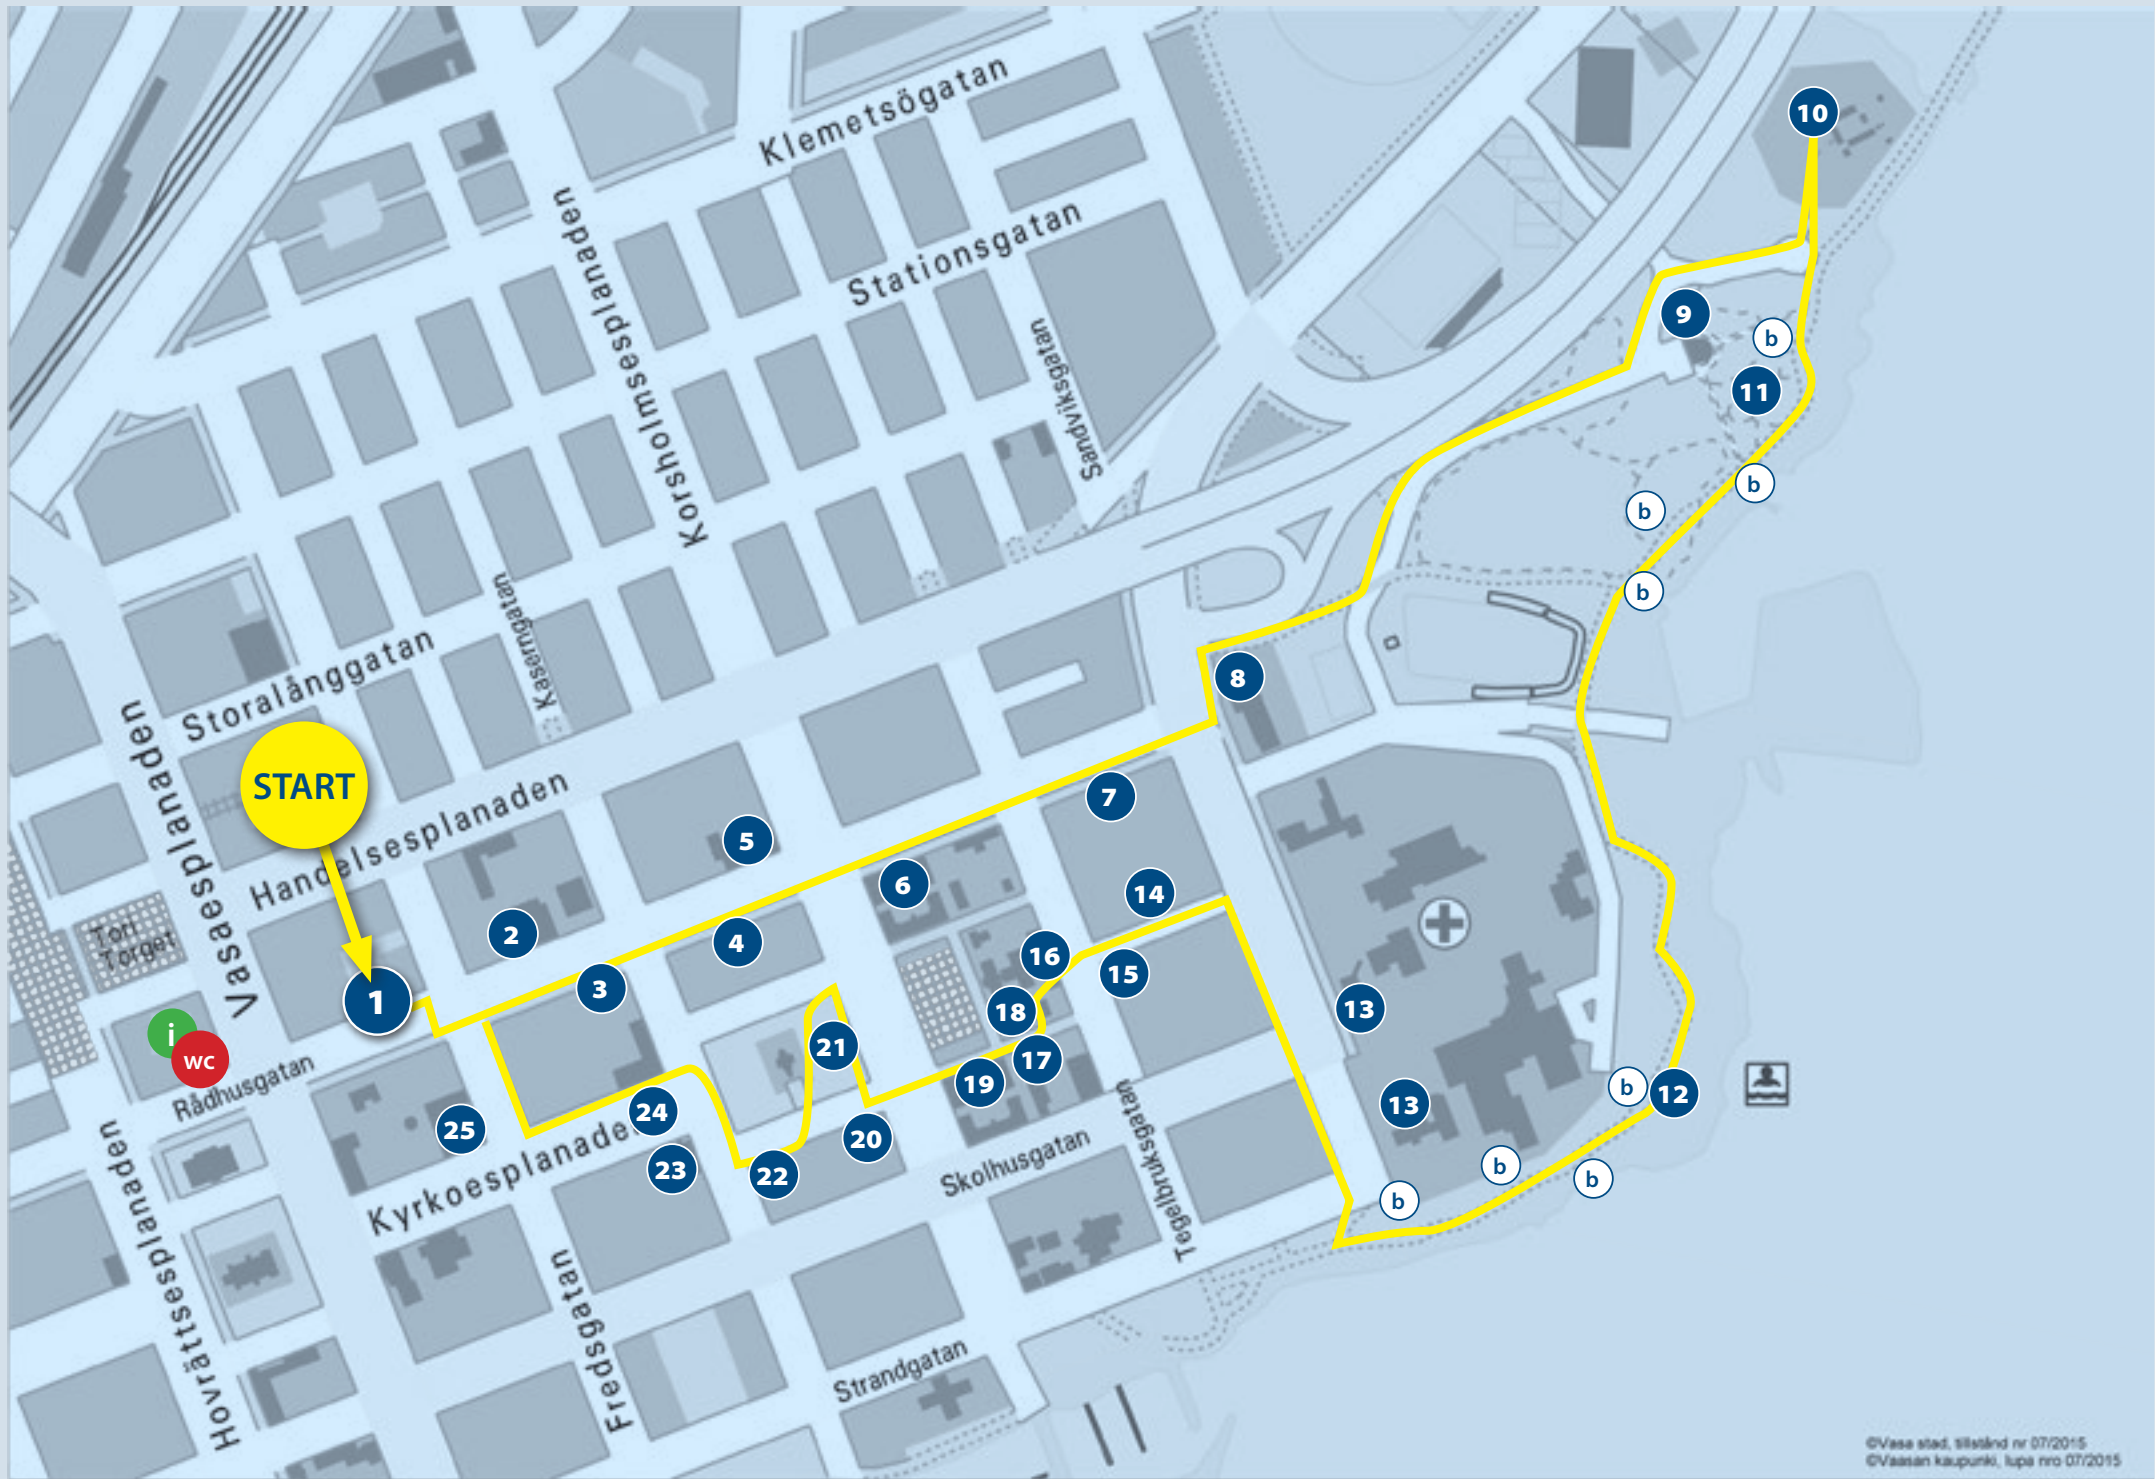 Klemetsögatan
10
Korsholmsesplanaden
Stationsgatan
9
b
Sandviksgatan
11
b
b
Kaserngatan
b
Storalånggatan
8
Vasaesplanaden
START
Handelsesplanaden
7
5
6
14
2
4
Tori
Torget
16
15
3
1
18
13
i
wc
21
17
Rådhusgatan
19
b
12
24
13
25
20
Kyrkoesplanaden
Skolhusgatan
Tegelbruksgatan
23
22
b
b
b
Hovrättsesplanaden
Fredsgatan
Strandgatan
©Vasa stad, tillstånd nr 07/2015
©Vaasan kaupunki, lupa nro 07/2015